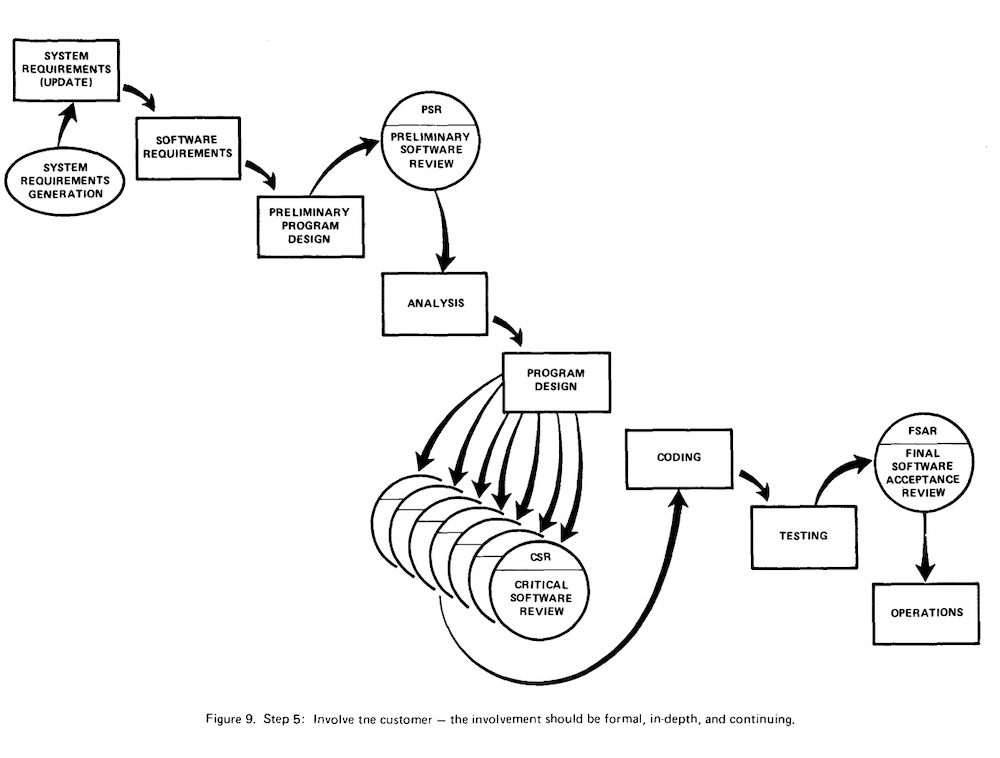 SYSTEM
REQUIREMENTS
(UPDATE)
SYSTEM
REQUIREMENTS
GENERATION
SOFTWARE
REQUIREMENTS
PRELIMINARY
PROGRAM
DESIGN
PSR
PRELIMINARY
SOFTWARE
REVIEW
ANALYSIS
PROGRAM
DESIGN
CSR
CRITICAL
SOFTWARE
REVIEW
CODING
TESTING
FSAR
FINAL
SOFTWARE
ACCEPTANCE
REVIEW
OPERATIONS
Figure 9. Step 5: Involve tne customer — the involvement should be formal, in-depth, and continuing.